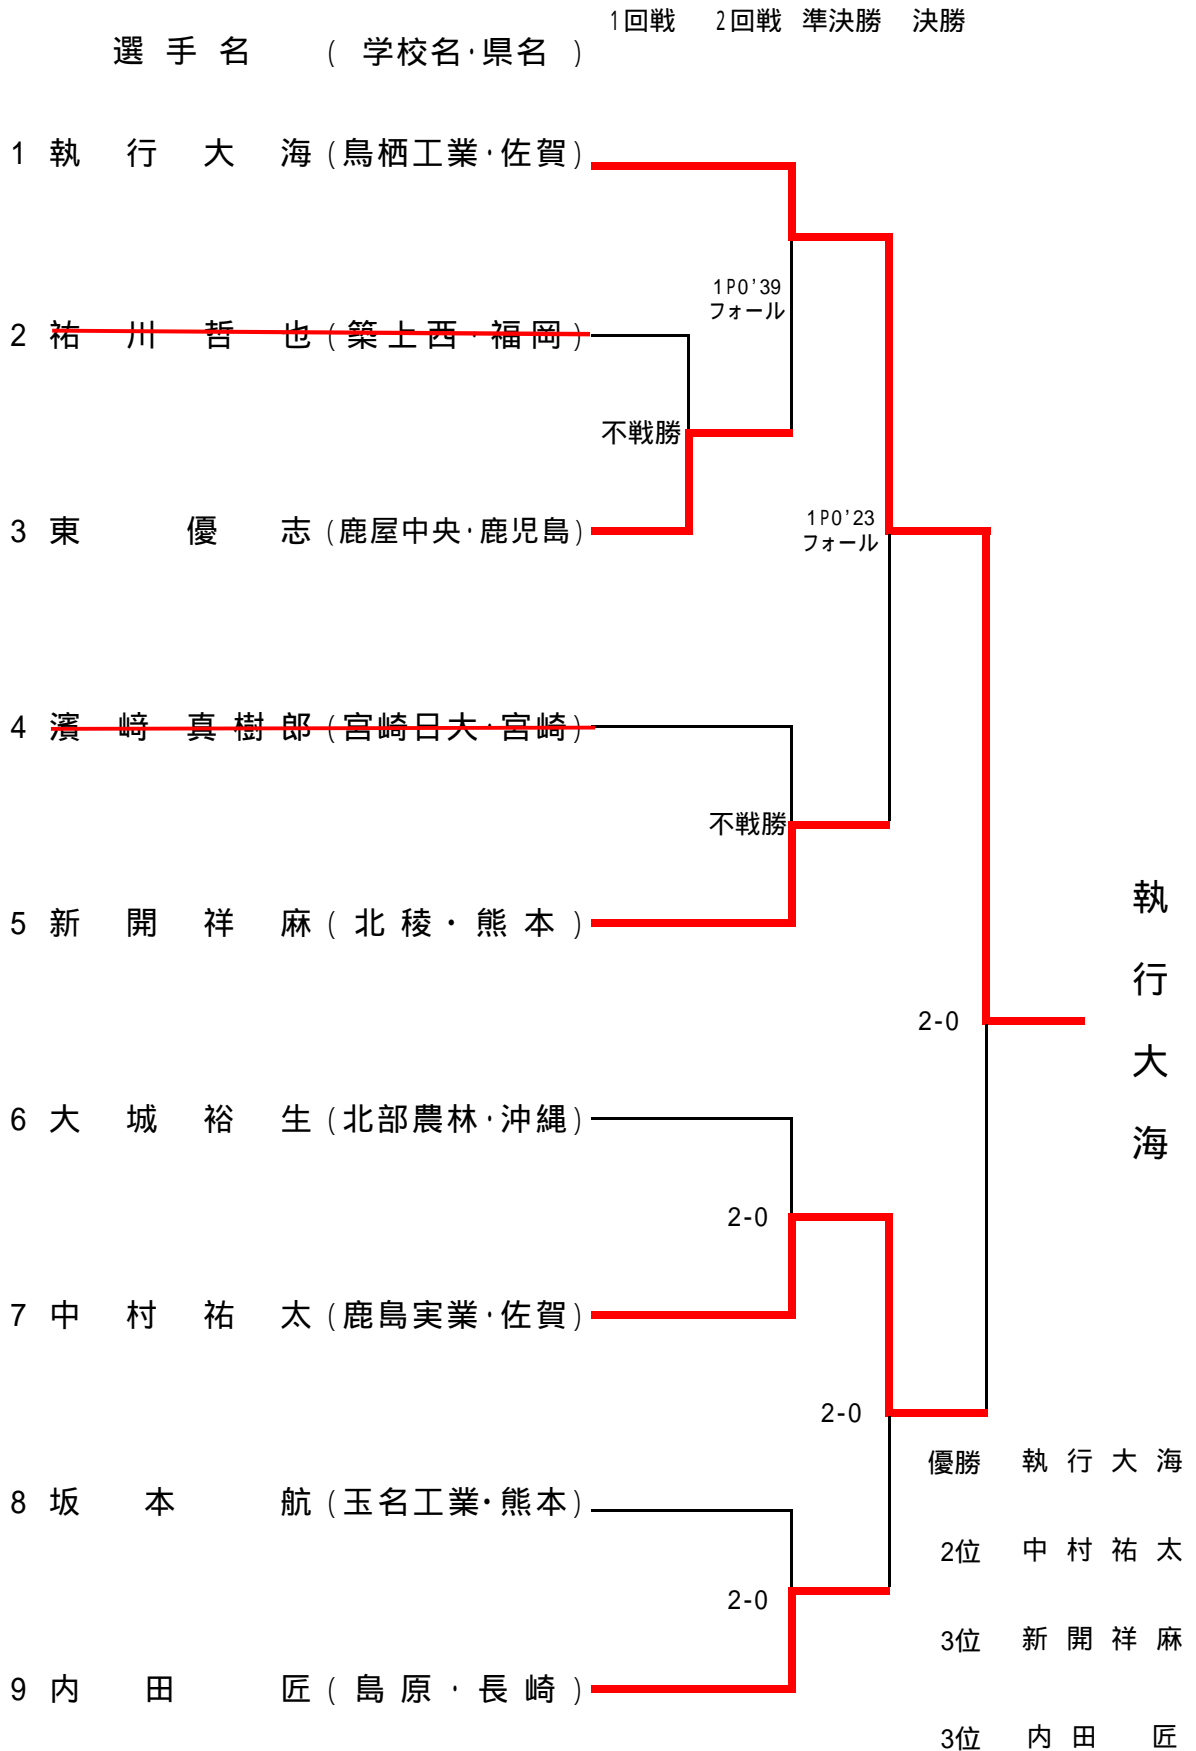 1回戦 2回戦 準決勝 決勝
選手名 (学校名・県名)
1 執行大海 (鳥栖工業・佐賀)
1P0'39
フォール
2 祐川哲也 (築上西・福岡)
不戦勝
3 東優志 (鹿屋中央・鹿児島)
1P0'23
フォール
4 濱﨑真樹郎 (宮崎日大・宮崎)
不戦勝
5 新開祥麻 (北稜・熊本)
執行大海
2-0
6 大城裕生 (北部農林・沖縄)
2-0
7 中村祐太 (鹿島実業・佐賀)
2-0
優勝 執行大海
8 坂本航 (玉名工業・熊本)
2位 中村祐太
2-0
3位 新開祥麻
9 内田匠 (島原・長崎)
3位 内田匠